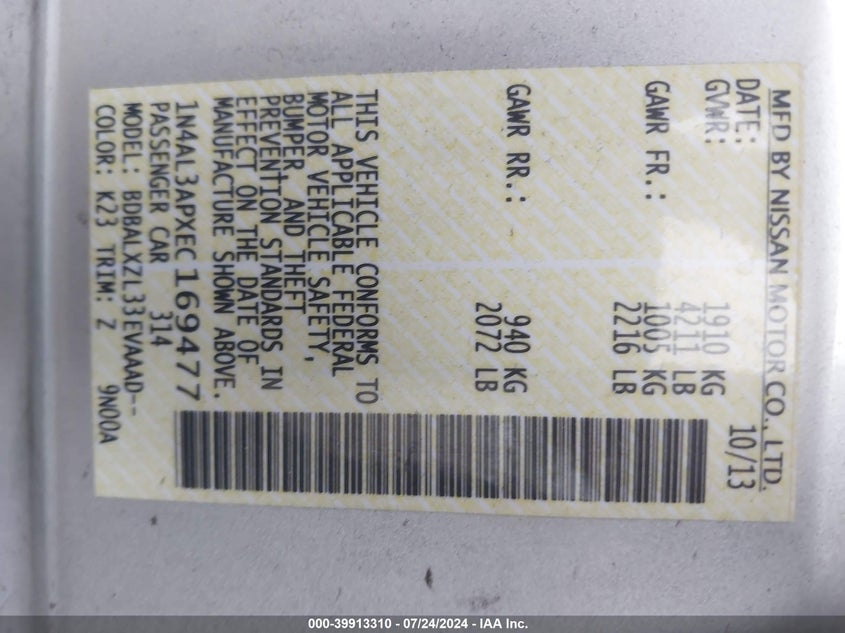 MFD BY NISSAN MOTOR CO., LTD.
DATE: 10/13
GVWR: 1910 KG
4211 LB
GAWR FR.: 1005 KG
2216 LB
GAWR RR.: 940 KG
2072 LB
THIS VEHICLE CONFORMS TO
ALL APPLICABLE FEDERAL
MOTOR VEHICLE SAFETY,
BUMPER, AND THEFT
PREVENTION STANDARDS IN
EFFECT ON THE DATE OF
MANUFACTURE SHOWN ABOVE.
1N4AL3APXEC169477
PASSENGER CAR 314
MODEL: BDBALXZL33EVAAAD--
COLOR: K23 TRIM: Z 9N00A
000-39913310 - 07/24/2024 - IAA Inc.